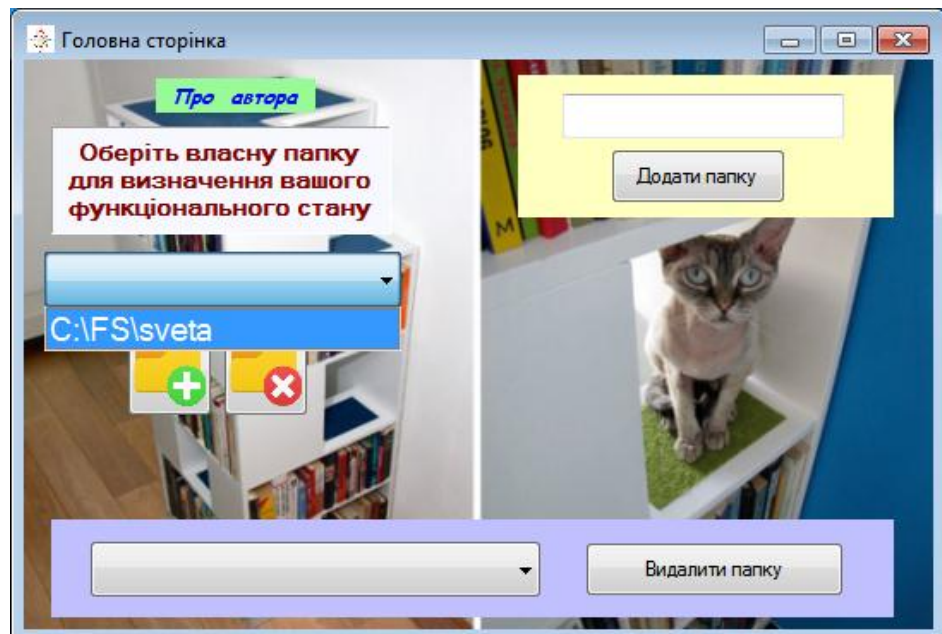 Головна сторінка
Про автора
Оберіть власну папку
для визначення вашого
функціонального стану
C:\FS\sveta
Додати папку
M
Видалити папку